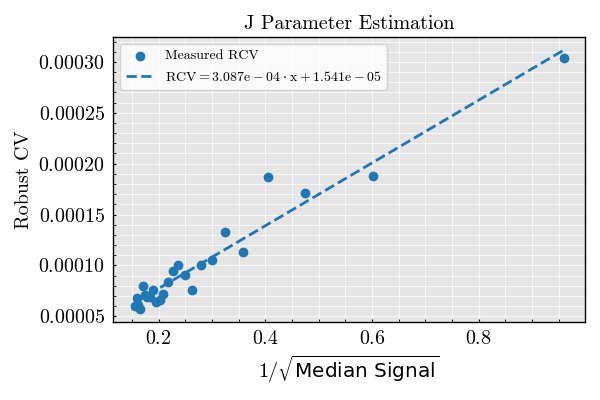 J Parameter Estimation
Measured RCV
RCV = 3.087e − 04 · x + 1.541e − 05
0.00030
0.00025
0.00020
0.00015
0.00010
0.00005
Robust CV
0.2 0.4 0.6 0.8
1/√Median Signal